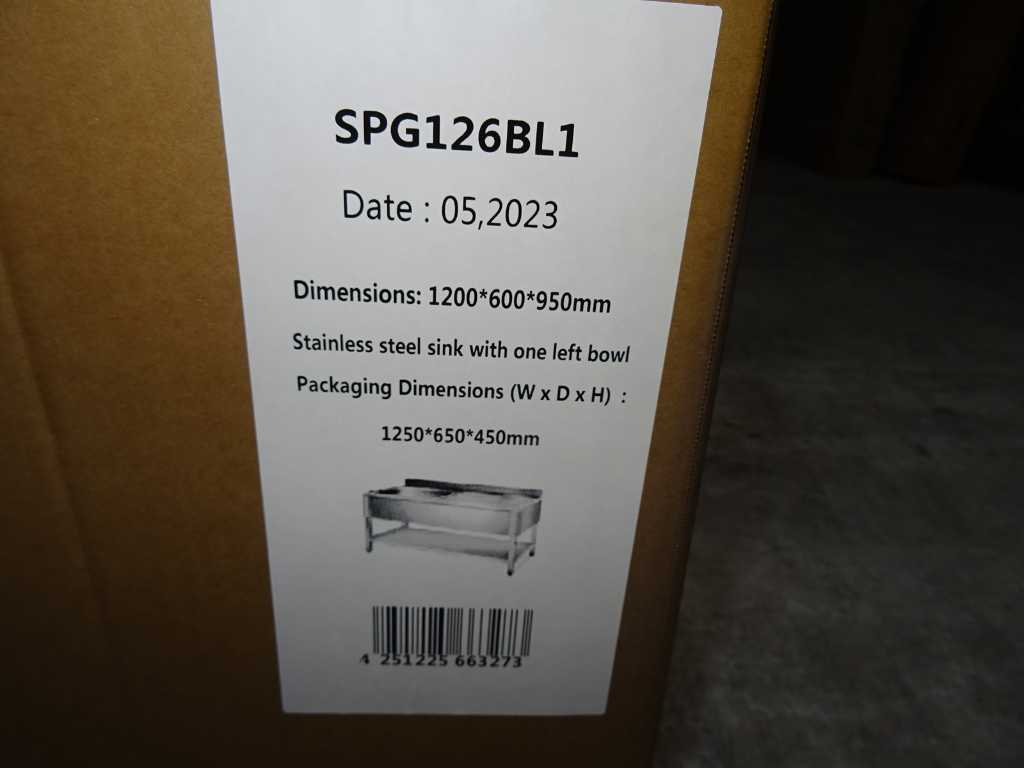 SPG126BL1
Date : 05,2023
Dimensions: 1200*600*950mm
Stainless steel sink with one left bowl
Packaging Dimensions (W x D x H) :
1250*650*450mm
4 251225 663273